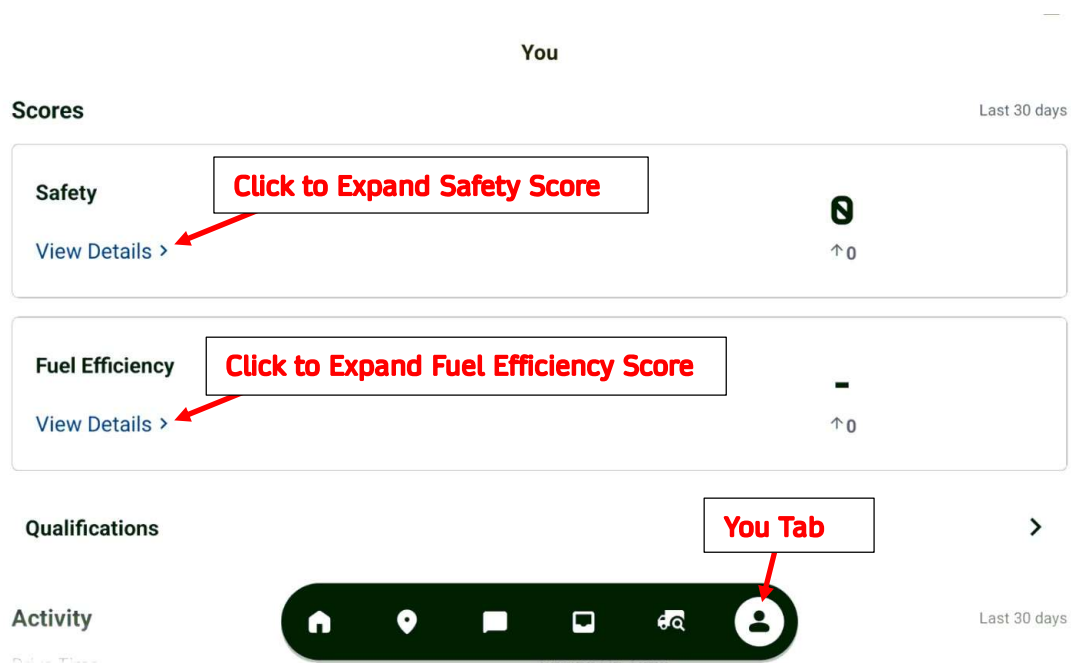 You
Scores
Last 30 days
Safety
Click to Expand Safety Score
0
View Details >
↑0
Fuel Efficiency
Click to Expand Fuel Efficiency Score
-
View Details >
↑0
Qualifications
You Tab
Activity
Last 30 days